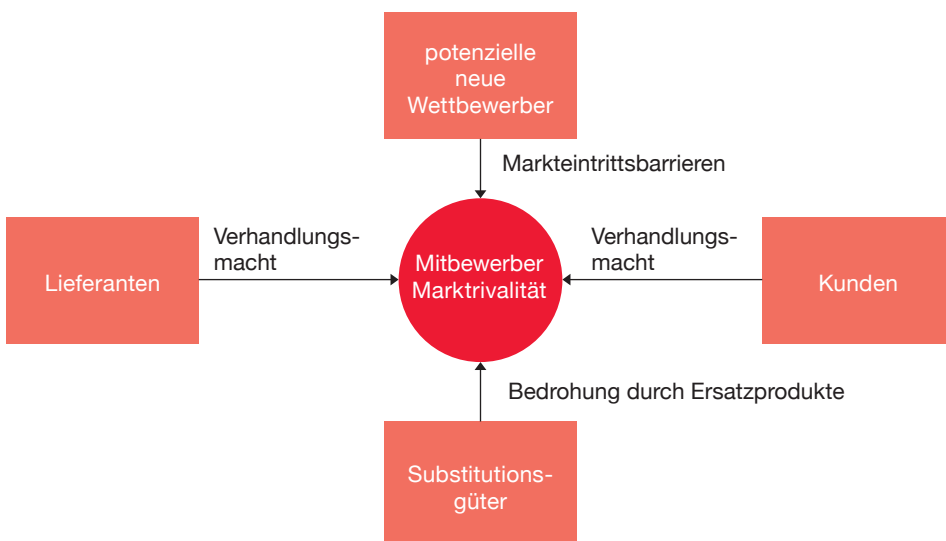 potenzielle
neue
Wettbewerber
Markteintrittsbarrieren
Verhandlungs-
macht
Verhandlungs-
macht
Lieferanten
Mitbewerber
Marktrivalität
Kunden
Bedrohung durch Ersatzprodukte
Substitutions-
güter